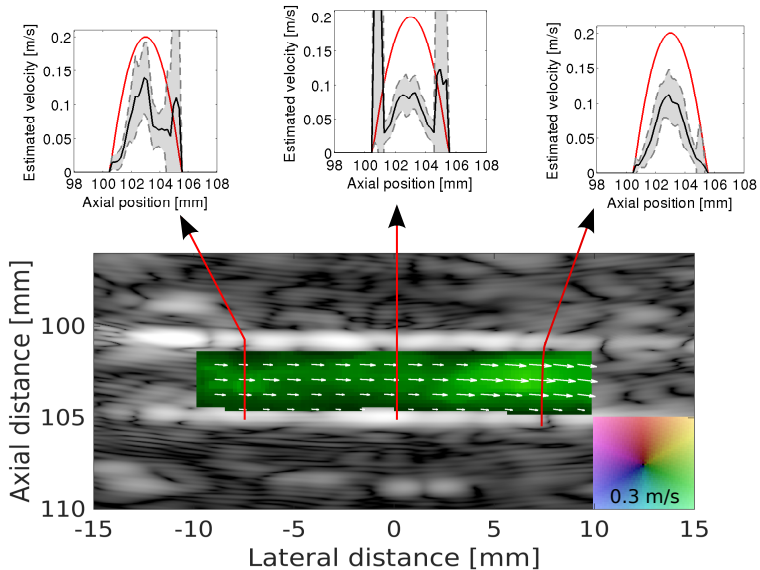 Estimated velocity [m/s]
0.2
0.15
0.1
0.05
0
98 100 102 104 106 108
Axial position [mm]
Estimated velocity [m/s]
0.2
0.15
0.1
0.05
0
98 100 102 104 106 108
Axial position [mm]
Estimated velocity [m/s]
0.2
0.15
0.1
0.05
0
98 100 102 104 106 108
Axial position [mm]
Axial distance [mm]
100
105
110
0.3 m/s
-15 -10 -5 0 5 10 15
Lateral distance [mm]